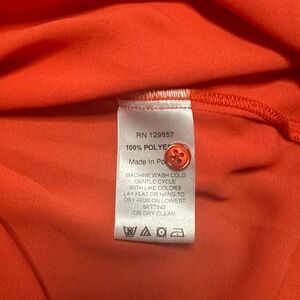 RN 129857
100% POLYE
Made in Po
MACHINE WASH COLD
GENTLE CYCLE
WITH LIKE COLORS
LAY FLAT OR HANG TO
DRY IRON ON LOWEST
SETTING
OR DRY CLEAN